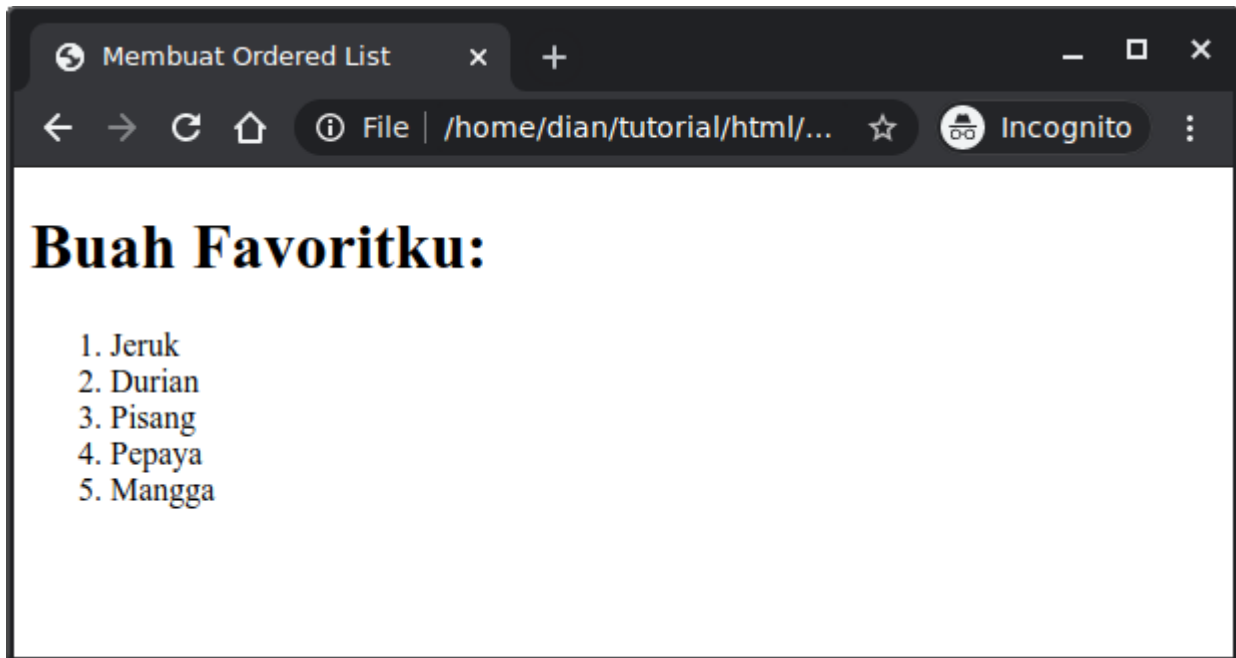 Membuat Ordered List
File /home/dian/tutorial/html/... Incognito
Buah Favoritku:
1. Jeruk
2. Durian
3. Pisang
4. Pepaya
5. Mangga